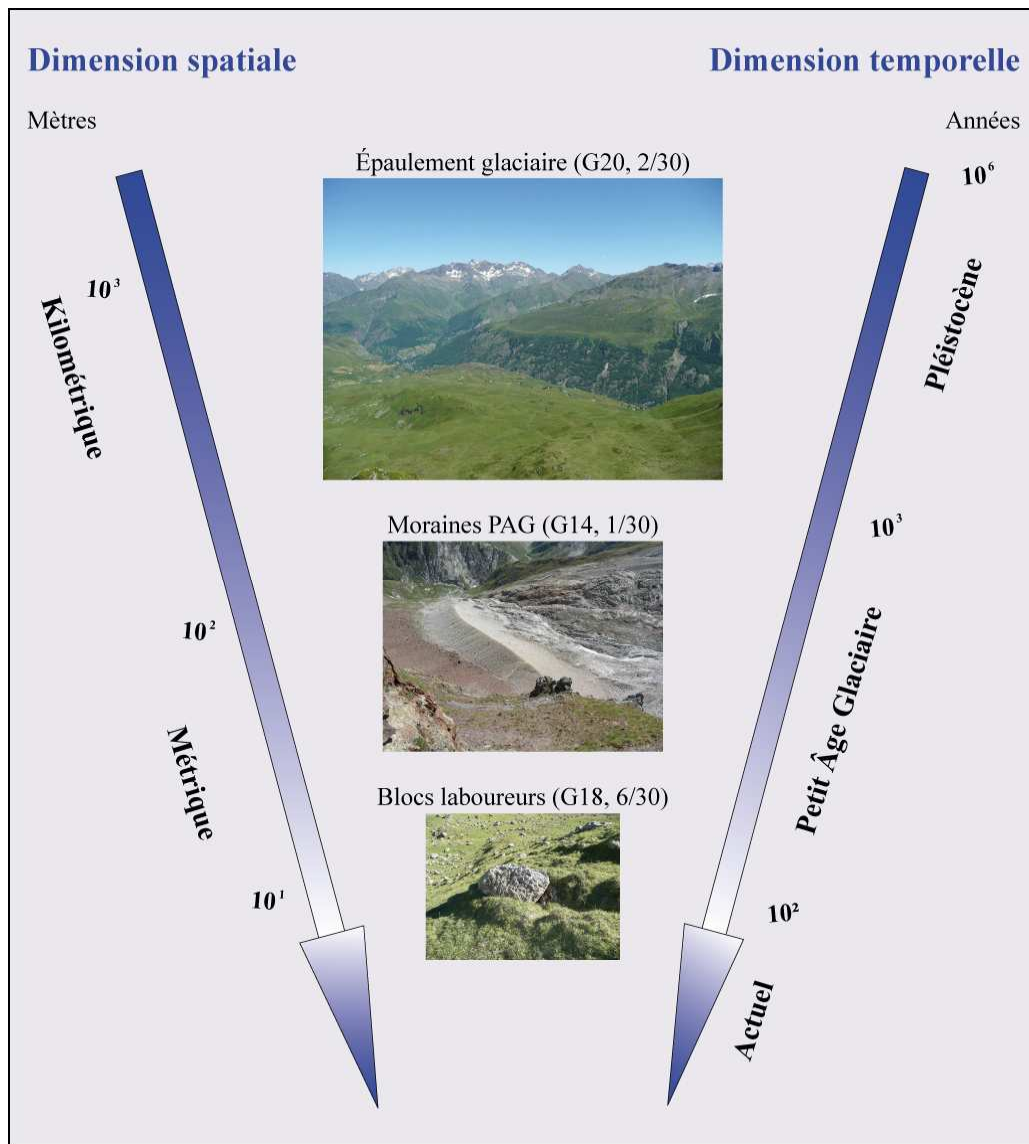 Dimension spatiale
Dimension temporelle
Mètres
Années
Épaulement glaciaire (G20, 2/30)
10⁶
10³
Kilométrique
Pléistocène
Moraines PAG (G14, 1/30)
10³
10²
Métrique
Petit Âge Glaciaire
Blocs laboureurs (G18, 6/30)
10¹
10²
Actuel